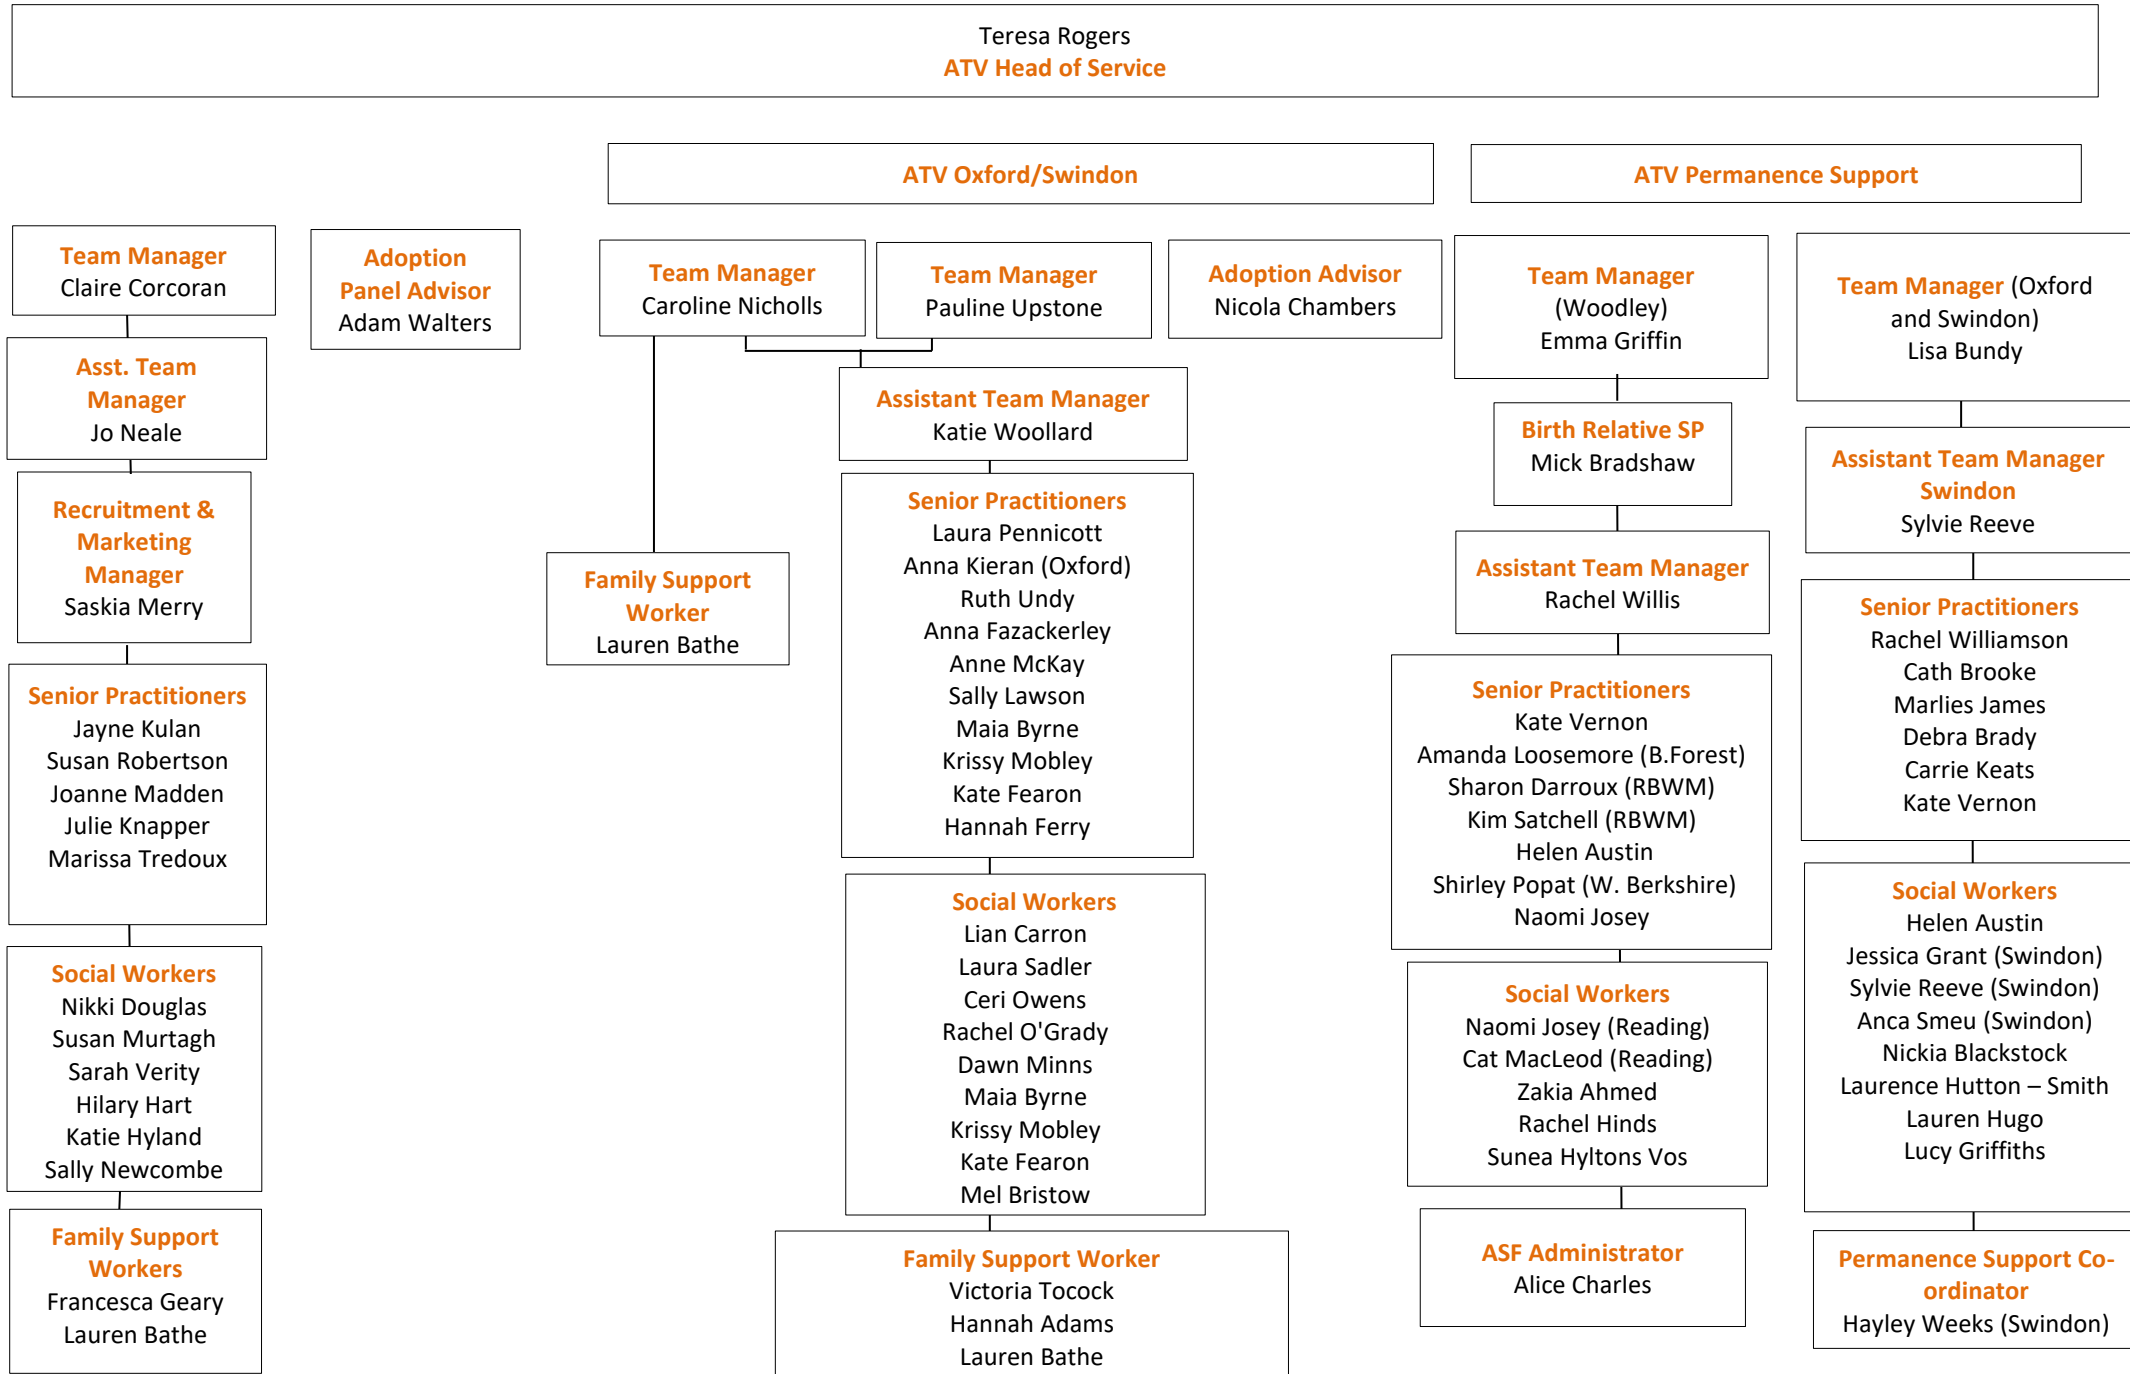 Teresa Rogers
ATV Head of Service
ATV Oxford/Swindon
ATV Permanence Support
Team Manager
Claire Corcoran
Asst. Team
Manager
Jo Neale
Recruitment &
Marketing
Manager
Saskia Merry
Senior Practitioners
Jayne Kulan
Susan Robertson
Joanne Madden
Julie Knapper
Marissa Tredoux
Social Workers
Nikki Douglas
Susan Murtagh
Sarah Verity
Hilary Hart
Katie Hyland
Sally Newcombe
Family Support
Workers
Francesca Geary
Lauren Bathe
Adoption
Panel Advisor
Adam Walters
Team Manager
Caroline Nicholls
Team Manager
Pauline Upstone
Adoption Advisor
Nicola Chambers
Family Support
Worker
Lauren Bathe
Assistant Team Manager
Katie Woollard
Senior Practitioners
Laura Pennicott
Anna Kieran (Oxford)
Ruth Undy
Anna Fazackerley
Anne McKay
Sally Lawson
Maia Byrne
Krissy Mobley
Kate Fearon
Hannah Ferry
Social Workers
Lian Carron
Laura Sadler
Ceri Owens
Rachel O'Grady
Dawn Minns
Maia Byrne
Krissy Mobley
Kate Fearon
Mel Bristow
Family Support Worker
Victoria Tocock
Hannah Adams
Lauren Bathe
Team Manager
(Woodley)
Emma Griffin
Birth Relative SP
Mick Bradshaw
Assistant Team Manager
Rachel Willis
Senior Practitioners
Kate Vernon
Amanda Loosemore (B.Forest)
Sharon Darroux (RBWM)
Kim Satchell (RBWM)
Helen Austin
Shirley Popat (W. Berkshire)
Naomi Josey
Social Workers
Naomi Josey (Reading)
Cat MacLeod (Reading)
Zakia Ahmed
Rachel Hinds
Sunea Hyltons Vos
ASF Administrator
Alice Charles
Team Manager (Oxford
and Swindon)
Lisa Bundy
Assistant Team Manager
Swindon
Sylvie Reeve
Senior Practitioners
Rachel Williamson
Cath Brooke
Marlies James
Debra Brady
Carrie Keats
Kate Vernon
Social Workers
Helen Austin
Jessica Grant (Swindon)
Sylvie Reeve (Swindon)
Anca Smeu (Swindon)
Nickia Blackstock
Laurence Hutton – Smith
Lauren Hugo
Lucy Griffiths
Permanence Support Co-
ordinator
Hayley Weeks (Swindon)